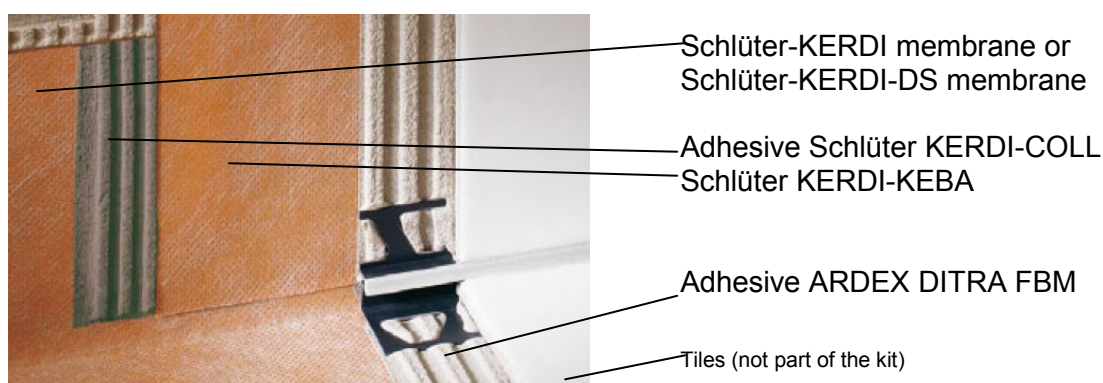 Schlüter-KERDI membrane or
Schlüter-KERDI-DS membrane
Adhesive Schlüter KERDI-COLL
Schlüter KERDI-KEBA
Adhesive ARDEX DITRA FBM
Tiles (not part of the kit)